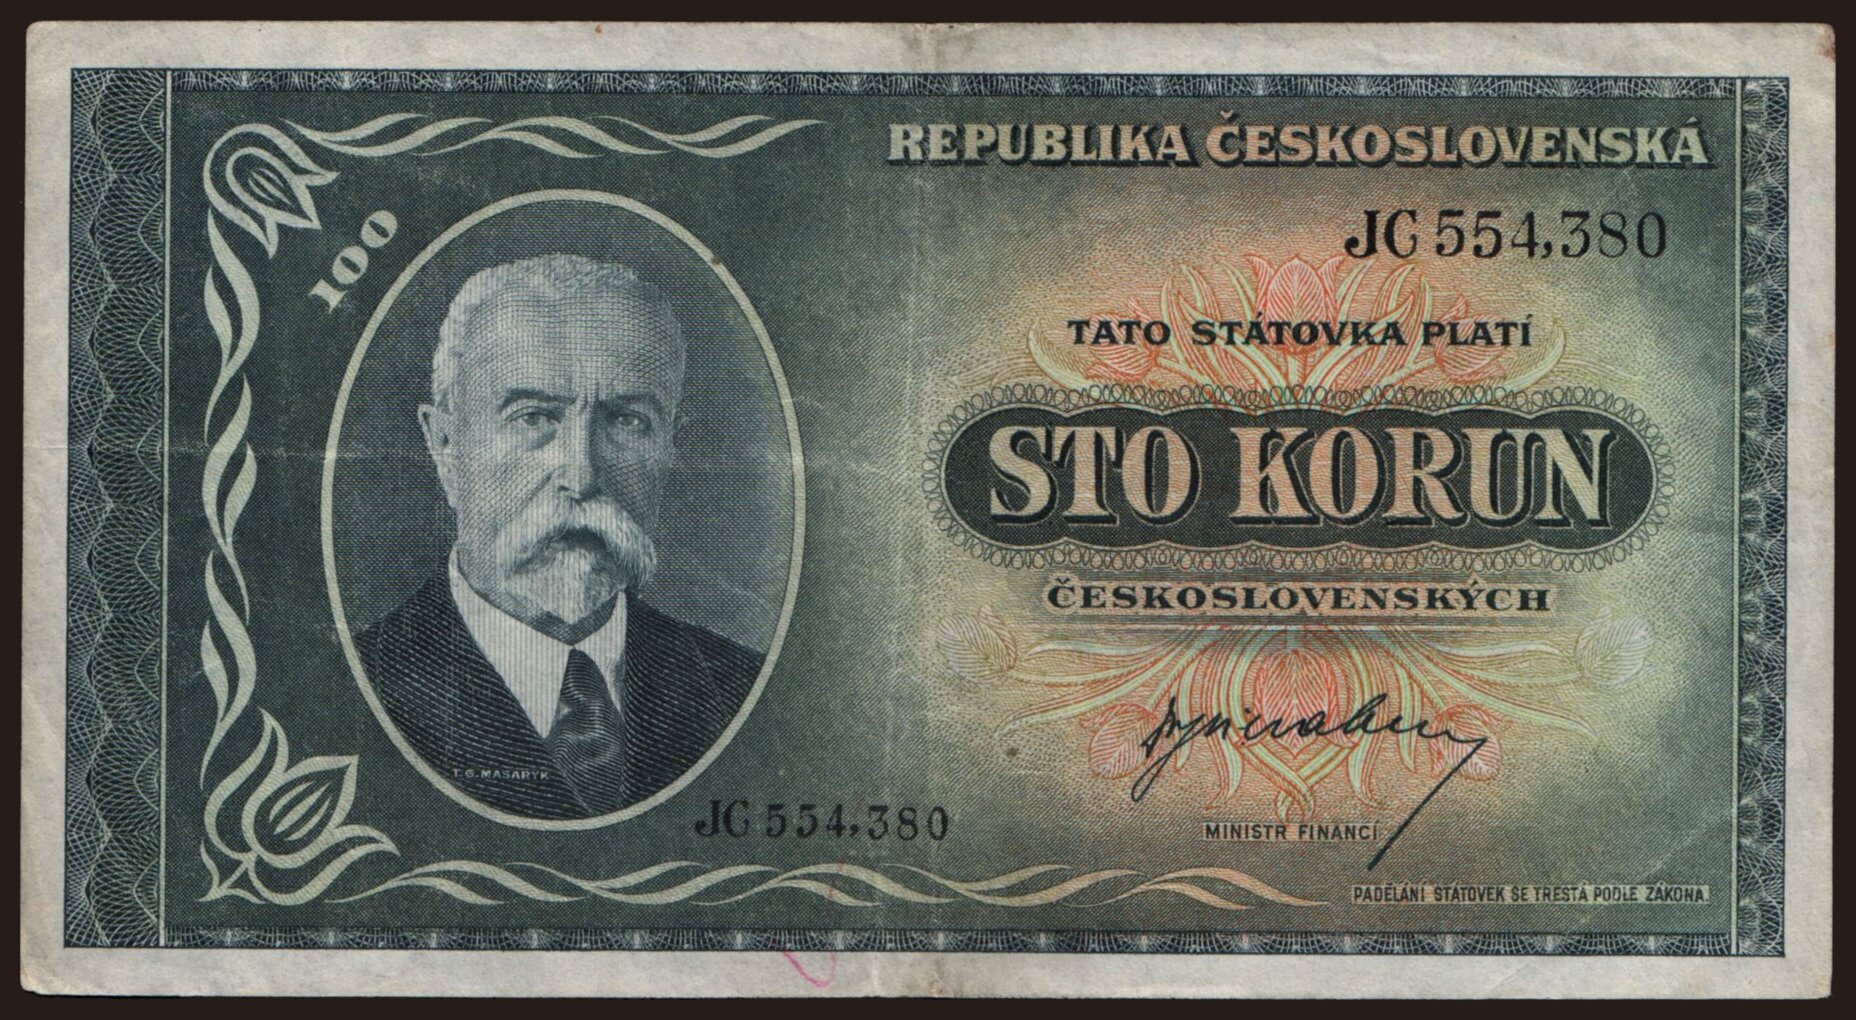 REPUBLIKA ČESKOSLOVENSKÁ
100
JC 554,380
TATO STÁTOVKA PLATÍ
STO KORUN
ČESKOSLOVENSKÝCH
T. G. MASARYK
JC 554,380
MINISTR FINANCÍ
PADĚLÁNÍ STÁTOVEK SE TRESTÁ PODLE ZÁKONA.